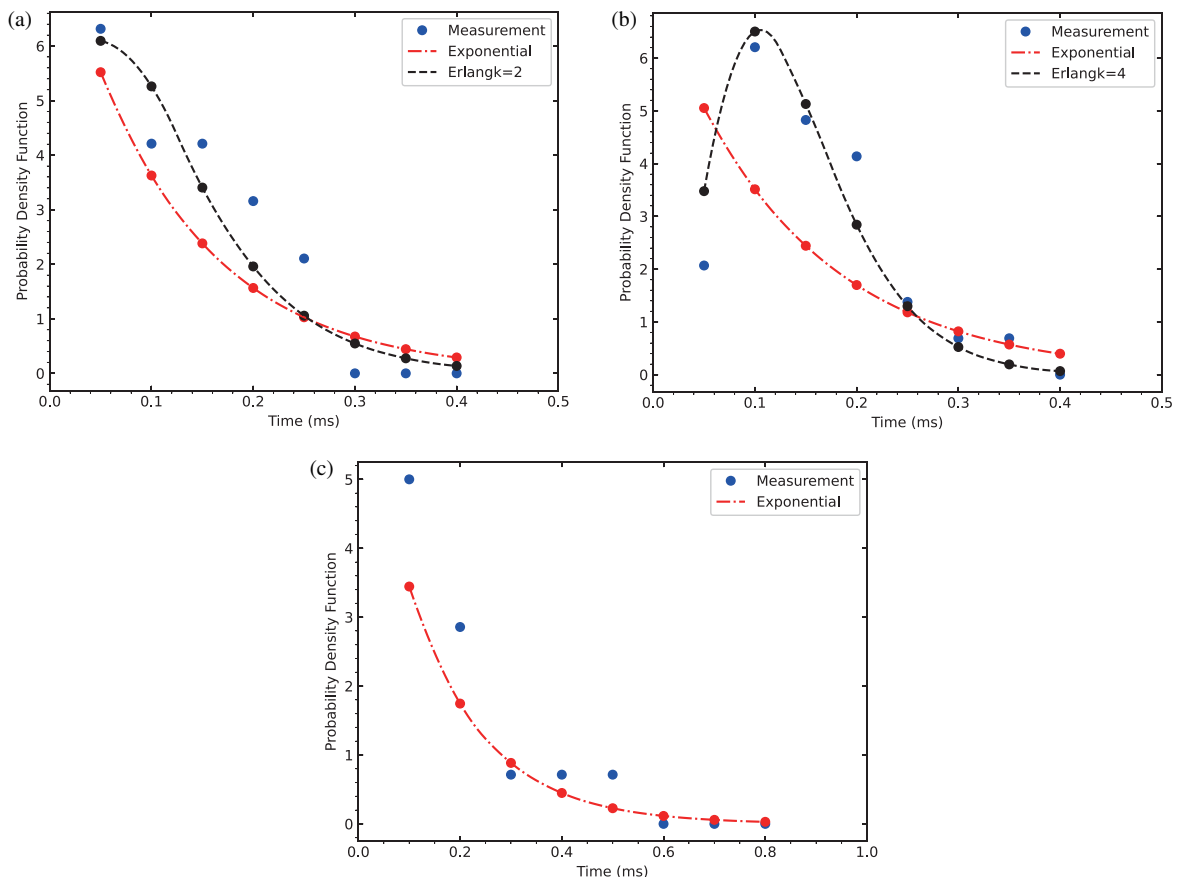 (a)
Measurement
Exponential
Erlangk=2
Probability Density Function
6
5
4
3
2
1
0
0.0 0.1 0.2 0.3 0.4 0.5
Time (ms)
(b)
Measurement
Exponential
Erlangk=4
Probability Density Function
6
5
4
3
2
1
0
0.0 0.1 0.2 0.3 0.4 0.5
Time (ms)
(c)
Measurement
Exponential
Probability Density Function
5
4
3
2
1
0
0.0 0.2 0.4 0.6 0.8 1.0
Time (ms)